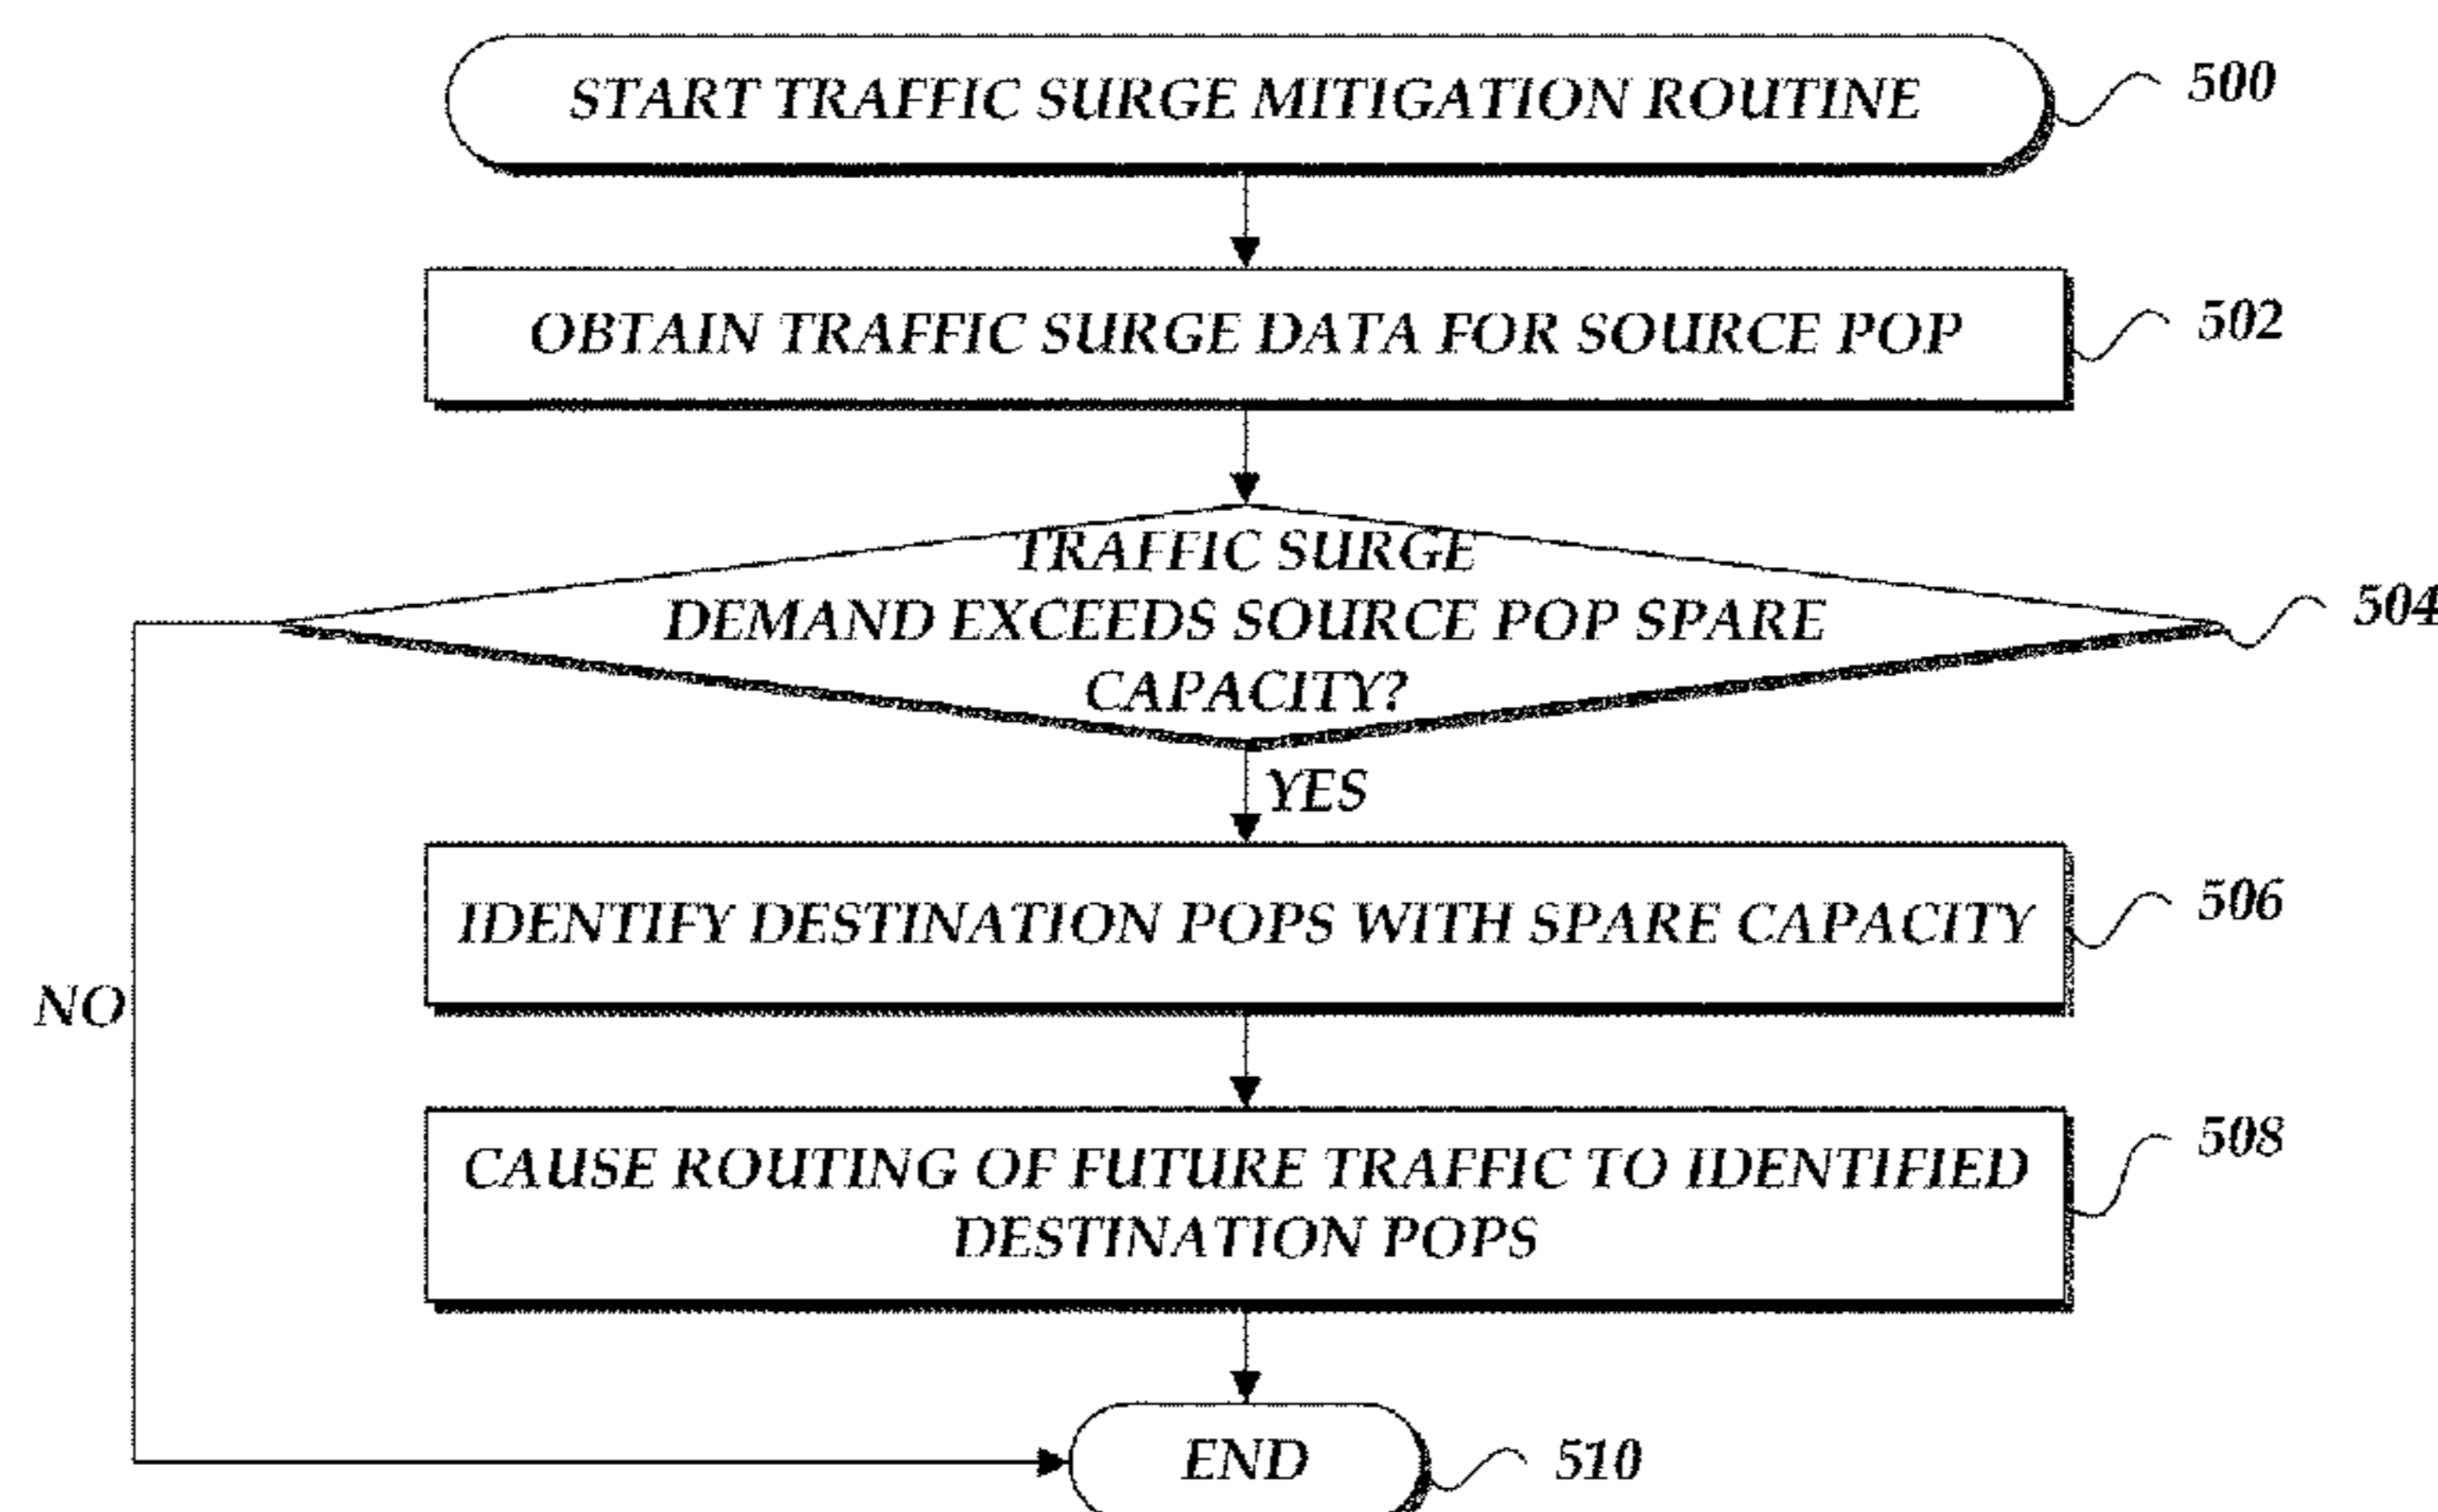 START TRAFFIC SURGE MITIGATION ROUTINE
500
OBTAIN TRAFFIC SURGE DATA FOR SOURCE POP
502
TRAFFIC SURGE
DEMAND EXCEEDS SOURCE POP SPARE
CAPACITY?
504
YES
IDENTIFY DESTINATION POPS WITH SPARE CAPACITY
506
NO
CAUSE ROUTING OF FUTURE TRAFFIC TO IDENTIFIED
DESTINATION POPS
508
END
510